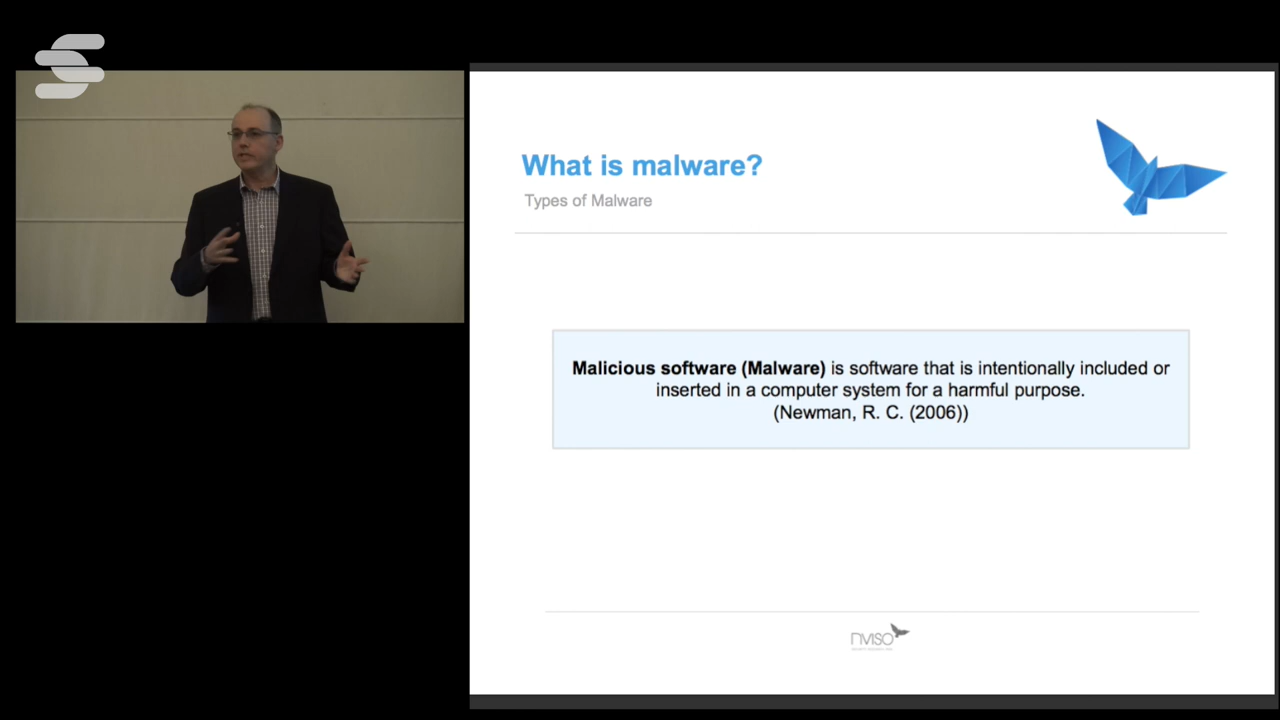 What is malware?
Types of Malware
Malicious software (Malware) is software that is intentionally included or
inserted in a computer system for a harmful purpose.
(Newman, R. C. (2006))
NVISO